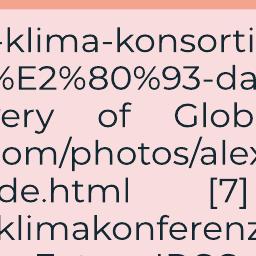 -klima-konsorti
%E2%80%93-da
ery of Glob
om/photos/alex
de.html [7]
klimakonferenz